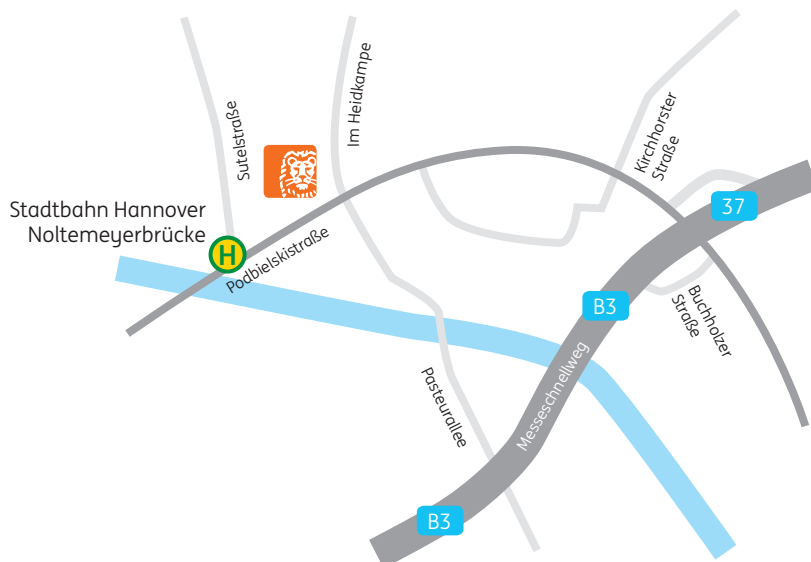 Sutelstraße
Im Heidkampe
Kirchhorster
Straße
37
Stadtbahn Hannover
Noltemeyerbrücke
H
Podbielskistraße
B3
Buchholzer
Straße
Messeschnellweg
Pasteurallee
B3